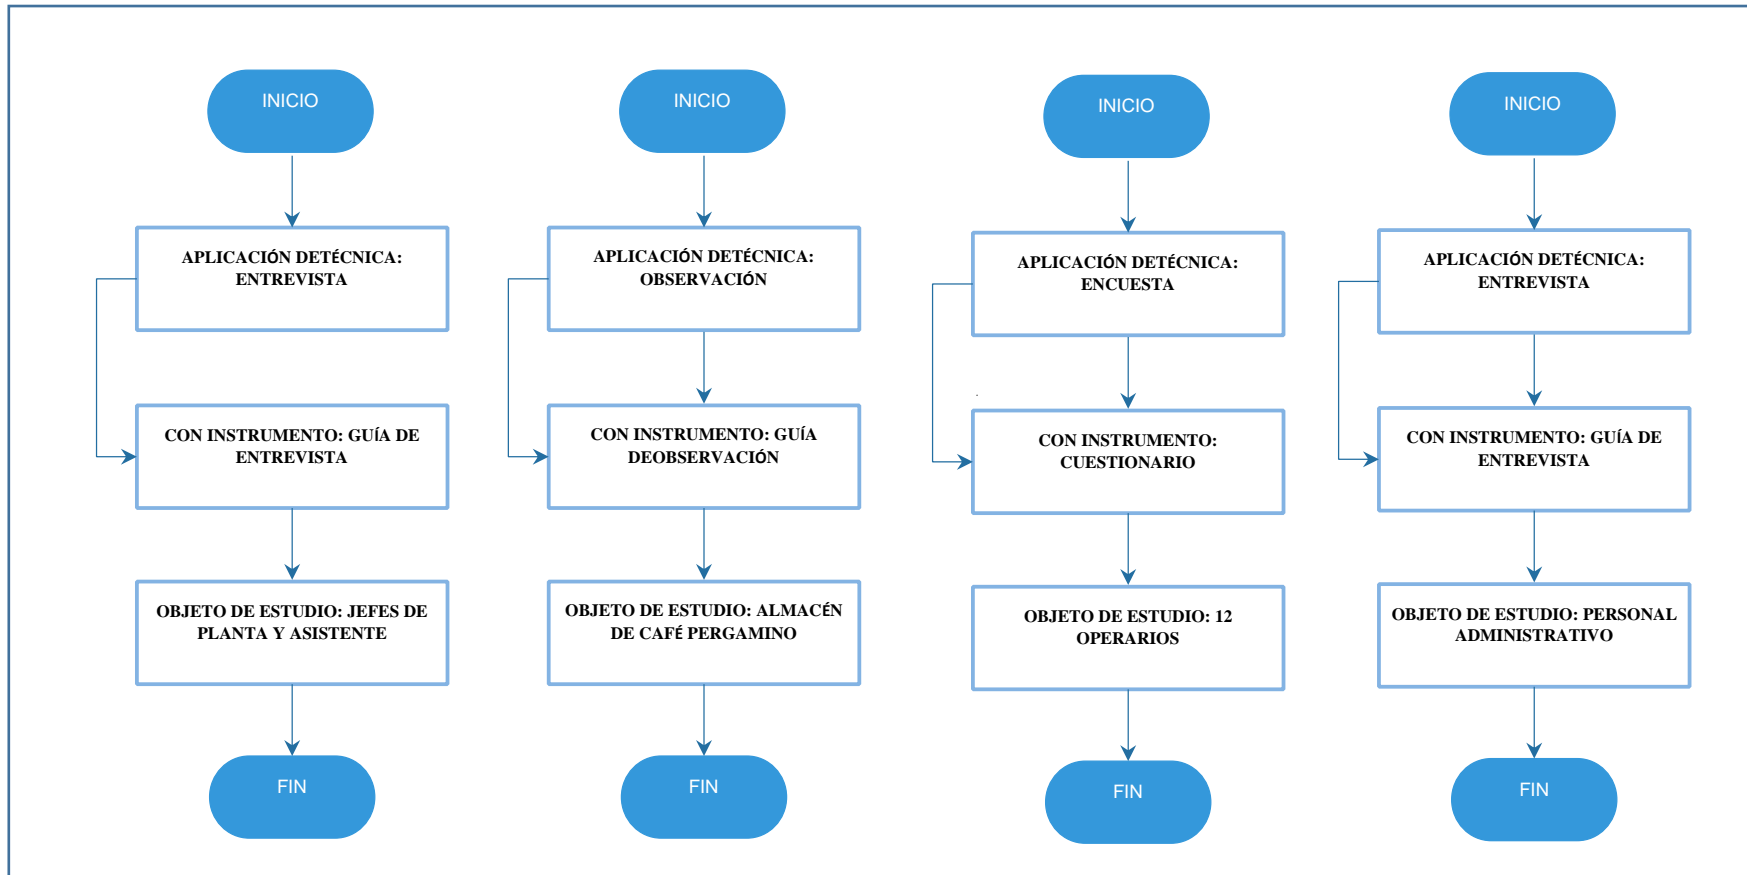 INICIO
APLICACIÓN DETÉCNICA:
ENTREVISTA
CON INSTRUMENTO: GUÍA DE
ENTREVISTA
OBJETO DE ESTUDIO: JEFES DE
PLANTA Y ASISTENTE
FIN
INICIO
APLICACIÓN DETÉCNICA:
OBSERVACIÓN
CON INSTRUMENTO: GUÍA
DEOBSERVACIÓN
OBJETO DE ESTUDIO: ALMACÉN
DE CAFÉ PERGAMINO
FIN
INICIO
APLICACIÓN DETÉCNICA:
ENCUESTA
CON INSTRUMENTO:
CUESTIONARIO
OBJETO DE ESTUDIO: 12
OPERARIOS
FIN
INICIO
APLICACIÓN DETÉCNICA:
ENTREVISTA
CON INSTRUMENTO: GUÍA DE
ENTREVISTA
OBJETO DE ESTUDIO: PERSONAL
ADMINISTRATIVO
FIN